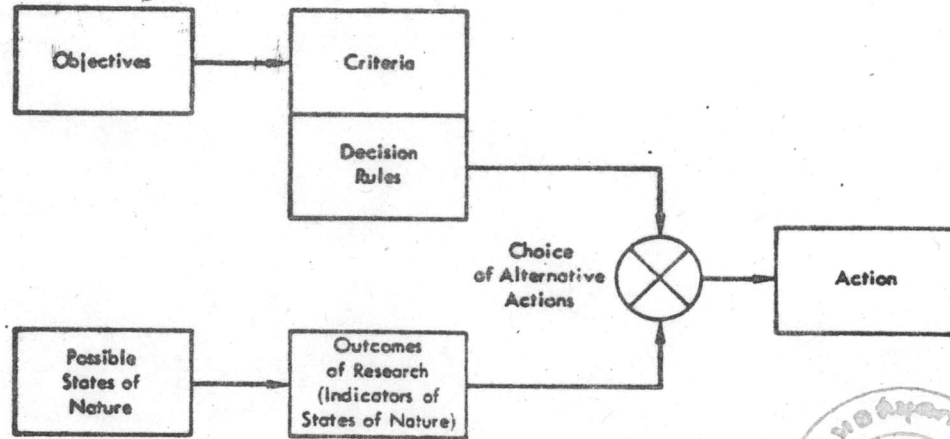 Objectives
Criteria
Decision
Rules
Choice
of Alternative
Actions
Action
Possible
States of
Nature
Outcomes
of Research
(Indicators of
States of Nature)